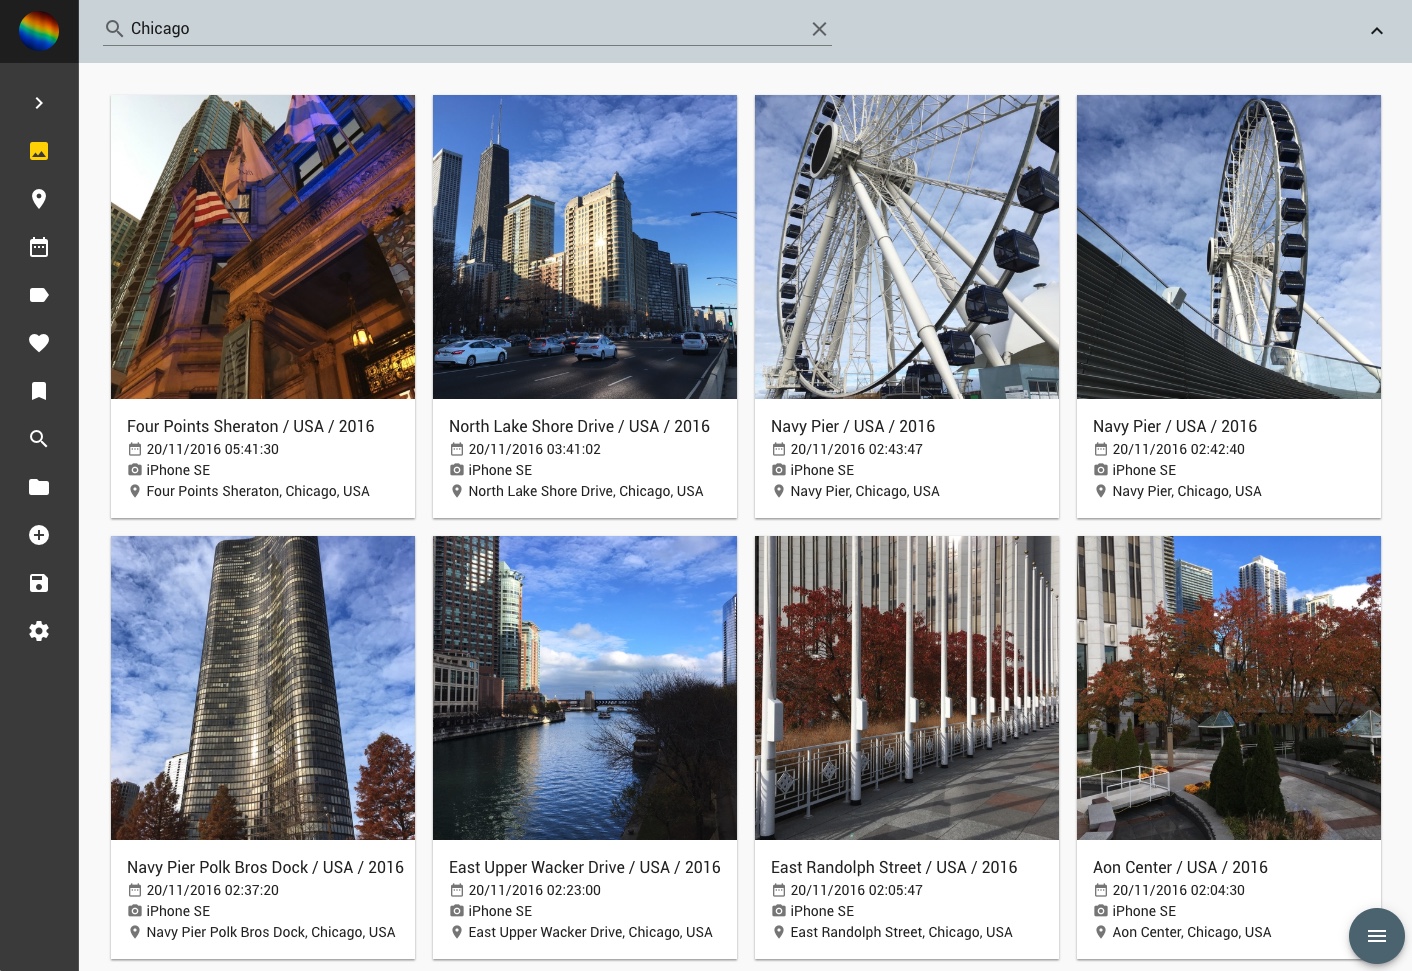 Chicago
Four Points Sheraton / USA / 2016
20/11/2016 05:41:30
iPhone SE
Four Points Sheraton, Chicago, USA
North Lake Shore Drive / USA / 2016
20/11/2016 03:41:02
iPhone SE
North Lake Shore Drive, Chicago, USA
Navy Pier / USA / 2016
20/11/2016 02:43:47
iPhone SE
Navy Pier, Chicago, USA
Navy Pier / USA / 2016
20/11/2016 02:42:40
iPhone SE
Navy Pier, Chicago, USA
Navy Pier Polk Bros Dock / USA / 2016
20/11/2016 02:37:20
iPhone SE
Navy Pier Polk Bros Dock, Chicago, USA
East Upper Wacker Drive / USA / 2016
20/11/2016 02:23:00
iPhone SE
East Upper Wacker Drive, Chicago, USA
East Randolph Street / USA / 2016
20/11/2016 02:05:47
iPhone SE
East Randolph Street, Chicago, USA
Aon Center / USA / 2016
20/11/2016 02:04:30
iPhone SE
Aon Center, Chicago, USA